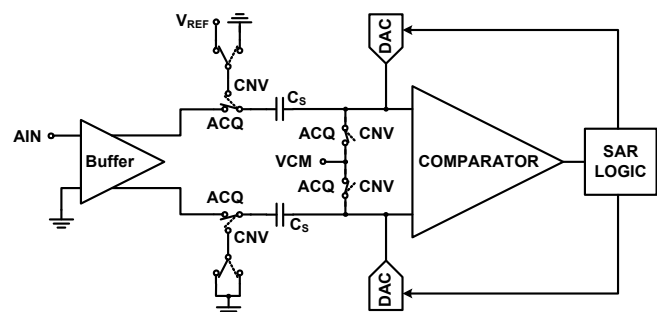 VREF
DAC
CNV
CS
ACQ
AIN
Buffer
ACQ
CNV
VCM
COMPARATOR
SAR
LOGIC
ACQ
ACQ
CNV
CNV
CS
DAC